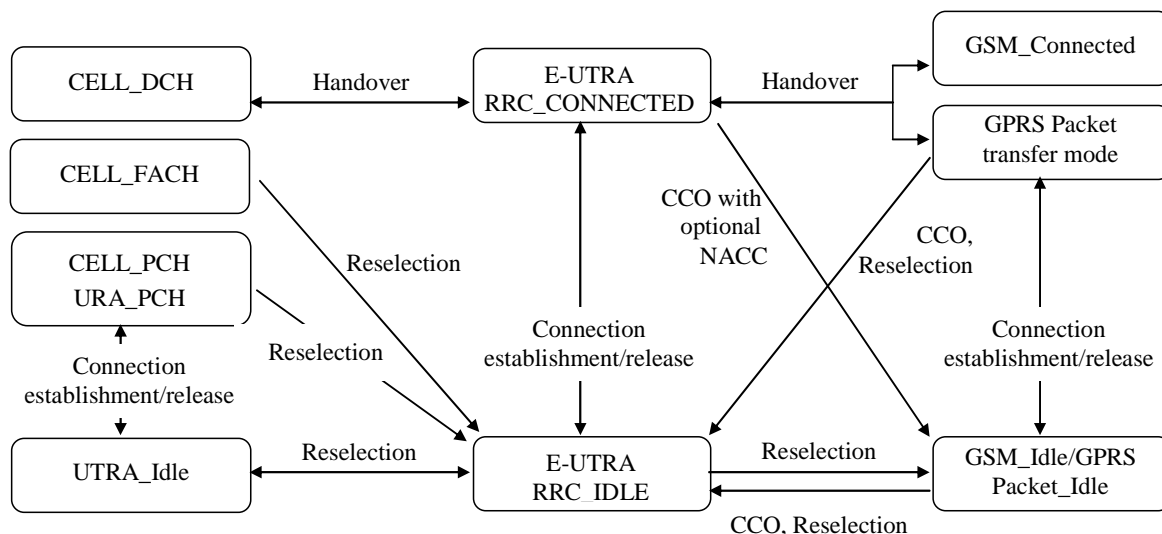 GSM_Connected
CELL_DCH
Handover
E-UTRA
RRC_CONNECTED
Handover
GPRS Packet
transfer mode
CELL_FACH
CCO with
optional
NACC
CCO,
Reselection
CELL_PCH
URA_PCH
Reselection
Reselection
Connection
establishment/release
Connection
establishment/release
Connection
establishment/release
UTRA_Idle
Reselection
E-UTRA
RRC_IDLE
Reselection
GSM_Idle/GPRS
Packet_Idle
CCO, Reselection